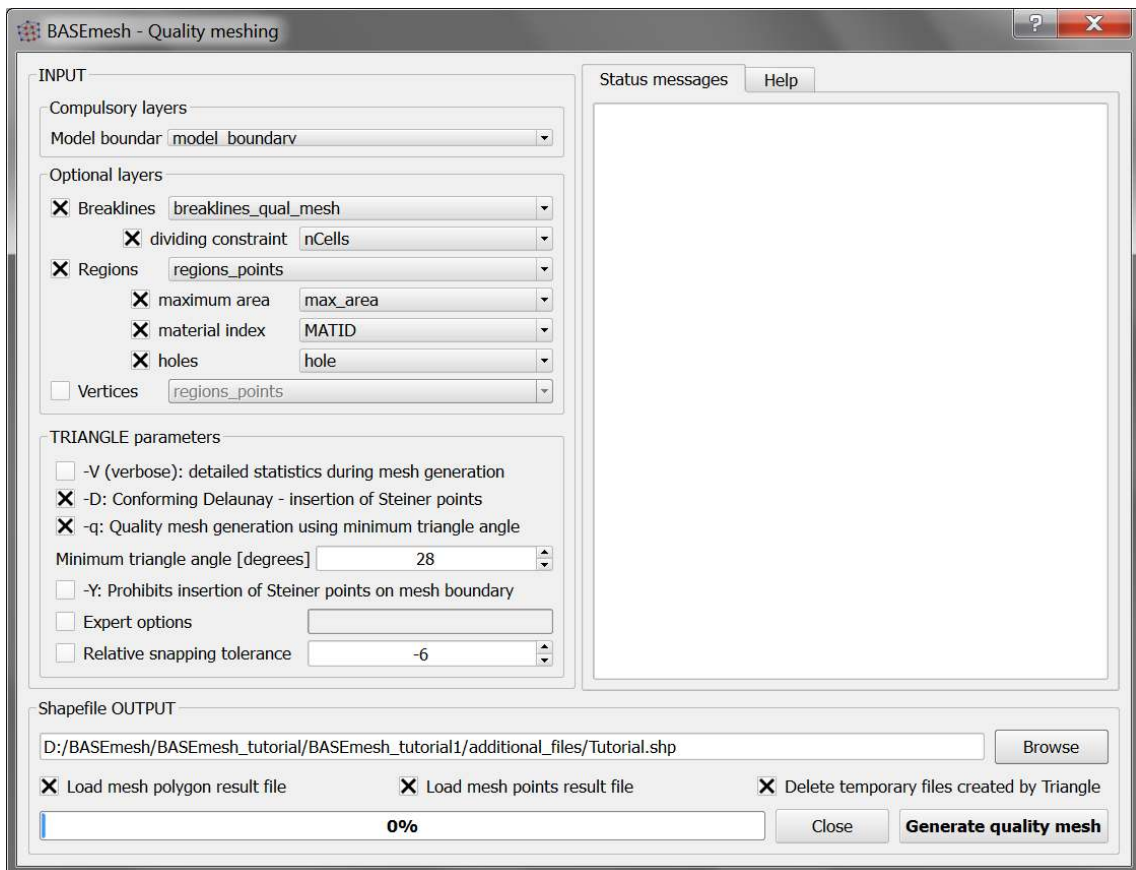 BASEmesh - Quality meshing
INPUT
Compulsory layers
Model boundar model_boundary
Optional layers
Breaklines breaklines_qual_mesh
dividing constraint nCells
Regions regions_points
maximum area max_area
material index MATID
holes hole
Vertices regions_points
TRIANGLE parameters
-V (verbose): detailed statistics during mesh generation
-D: Conforming Delaunay - insertion of Steiner points
-q: Quality mesh generation using minimum triangle angle
Minimum triangle angle [degrees] 28
-Y: Prohibits insertion of Steiner points on mesh boundary
Expert options
Relative snapping tolerance -6
Status messages Help
Shapefile OUTPUT
D:/BASEmesh/BASEmesh_tutorial/BASEmesh_tutorial1/additional_files/Tutorial.shp Browse
Load mesh polygon result file Load mesh points result file Delete temporary files created by Triangle
0% Close Generate quality mesh